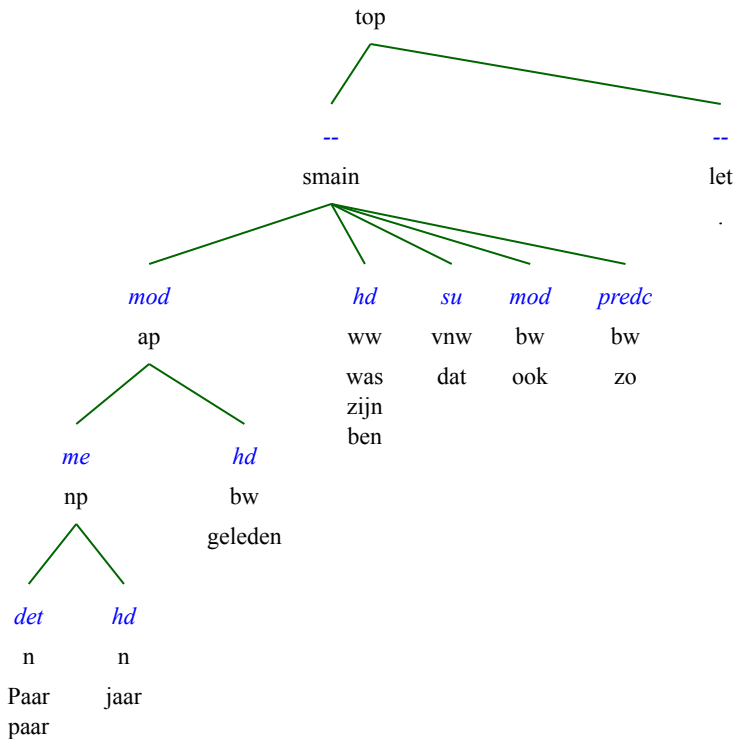 top
-- --
smain let
.
mod hd su mod predc
ap ww vnw bw bw
was dat ook zo
zijn
ben
me hd
np bw
geleden
det hd
n n
Paar jaar
paar